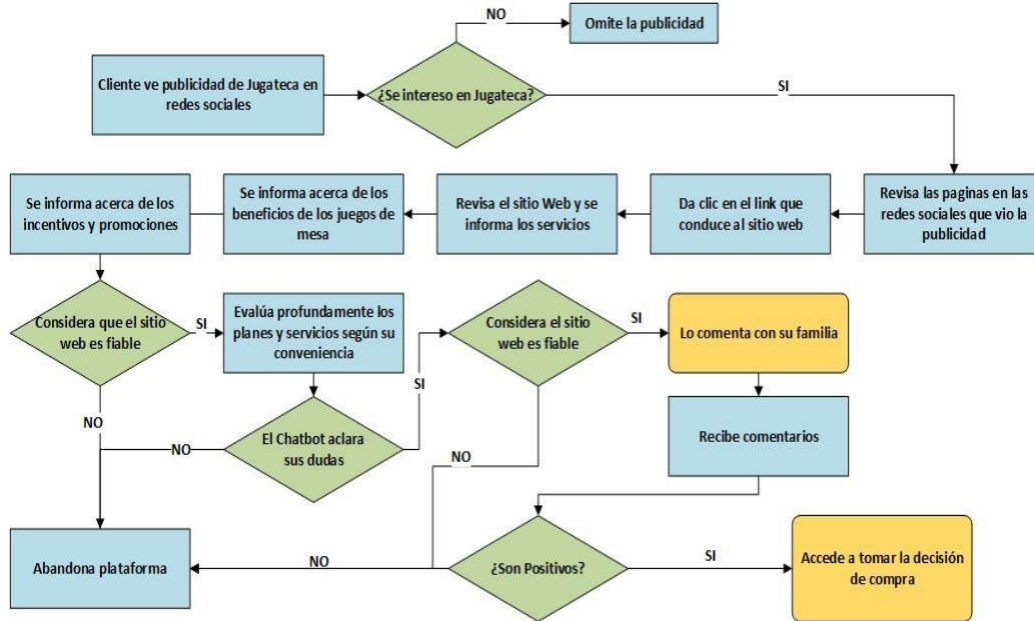 NO
Omite la publicidad
Cliente ve publicidad de Jugateca en
redes sociales
¿Se intereso en Jugateca?
SI
Se informa acerca de los
incentivos y promociones
Se informa acerca de los
beneficios de los juegos de
mesa
Revisa el sitio Web y se
informa los servicios
Da clic en el link que
conduce al sitio web
Revisa las paginas en las
redes sociales que vio la
publicidad
Considera que el sitio
web es fiable
SI
Evalúa profundamente los
planes y servicios según su
conveniencia
SI
Considera el sitio
web es fiable
SI
Lo comenta con su familia
NO
NO
El Chatbot aclara
sus dudas
NO
Recibe comentarios
Abandona plataforma
NO
¿Son Positivos?
SI
Accede a tomar la decisión
de compra